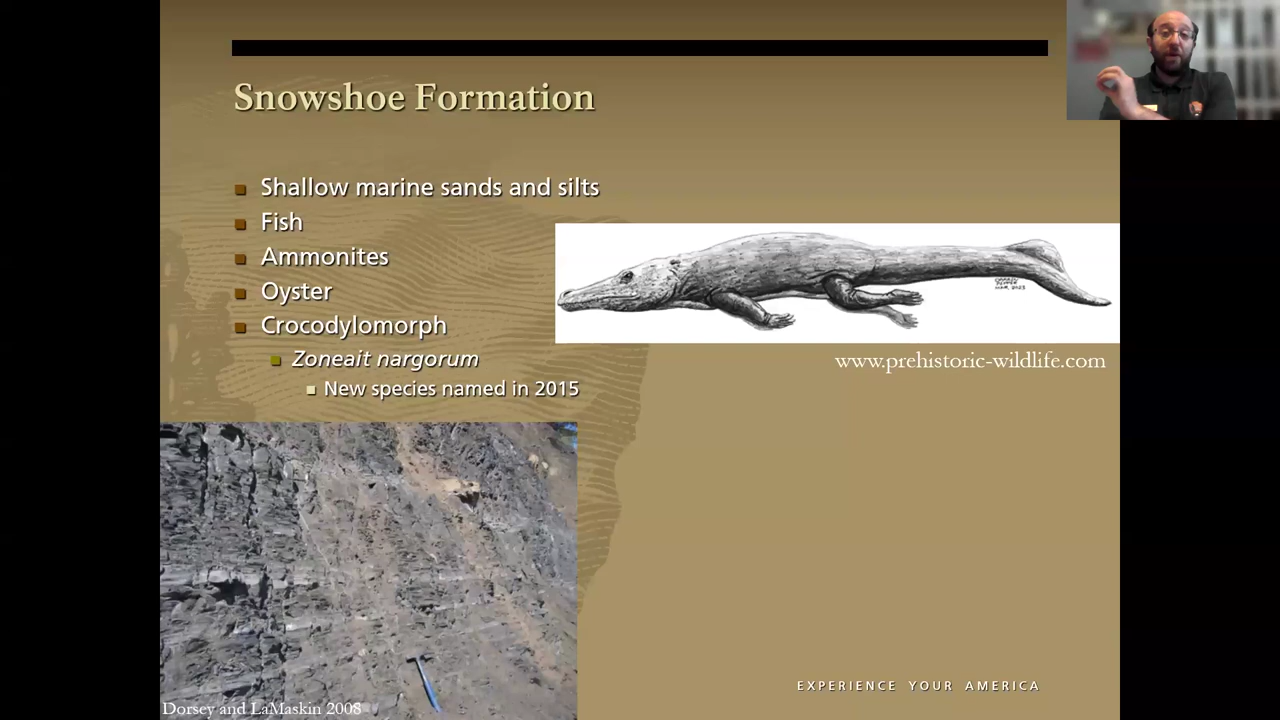 Snowshoe Formation
Shallow marine sands and silts
Fish
Ammonites
Oyster
Crocodylomorph
Zoneait nargorum
New species named in 2015
www.prehistoric-wildlife.com
Dorsey and LaMaskin 2008
EXPERIENCE YOUR AMERICA